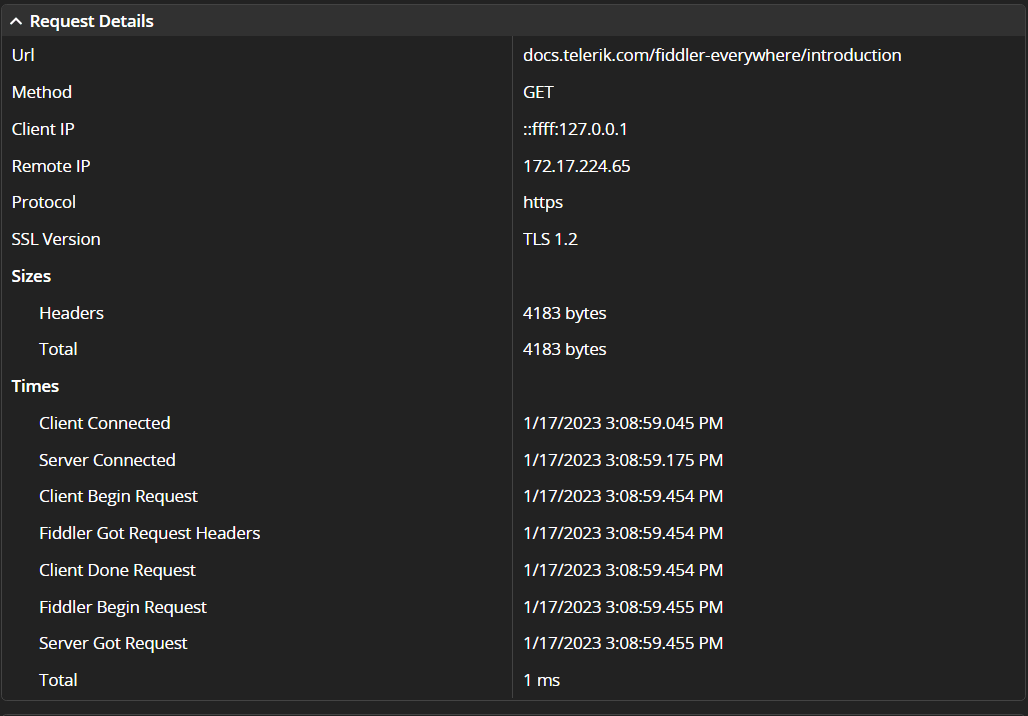 Request Details
Url docs.telerik.com/fiddler-everywhere/introduction
Method GET
Client IP ::ffff:127.0.0.1
Remote IP 172.17.224.65
Protocol https
SSL Version TLS 1.2
Sizes
Headers 4183 bytes
Total 4183 bytes
Times
Client Connected 1/17/2023 3:08:59.045 PM
Server Connected 1/17/2023 3:08:59.175 PM
Client Begin Request 1/17/2023 3:08:59.454 PM
Fiddler Got Request Headers 1/17/2023 3:08:59.454 PM
Client Done Request 1/17/2023 3:08:59.454 PM
Fiddler Begin Request 1/17/2023 3:08:59.455 PM
Server Got Request 1/17/2023 3:08:59.455 PM
Total 1 ms